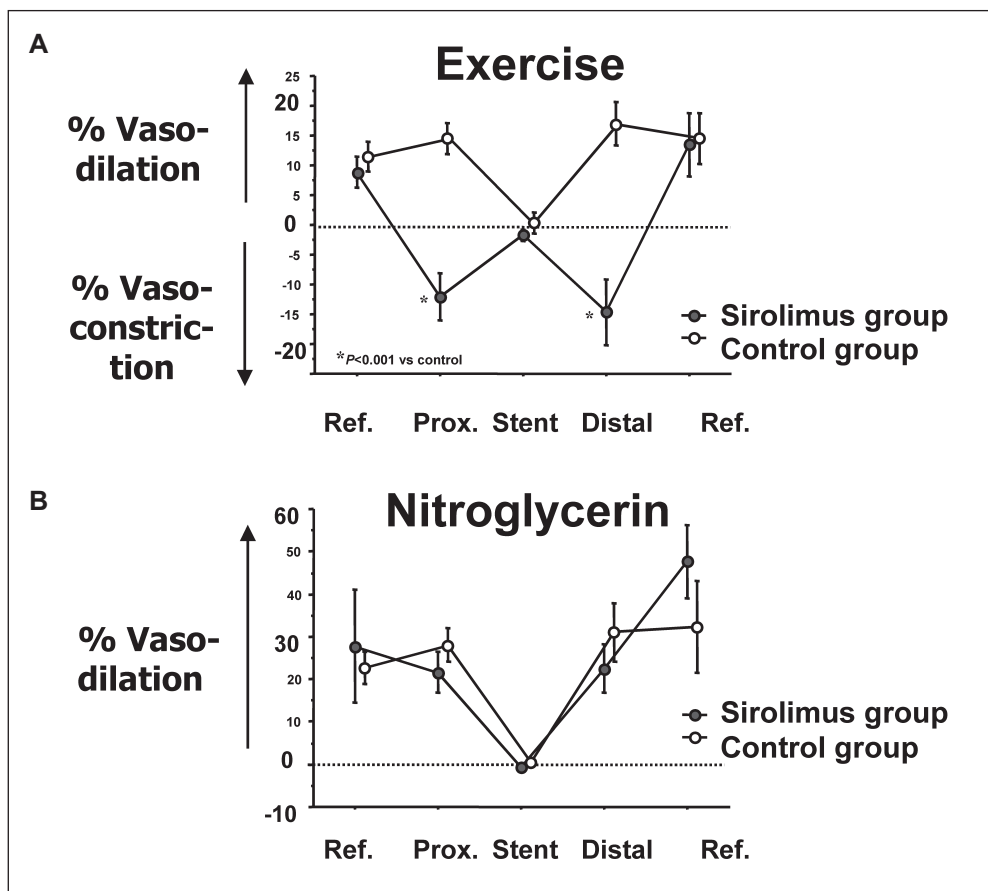 A
Exercise
% Vaso-
dilation
% Vaso-
constric-
tion
25
20
15
10
5
0
-5
-10
-15
-20
*
*
*P<0.001 vs control
Sirolimus group
Control group
Ref. Prox. Stent Distal Ref.
B
Nitroglycerin
% Vaso-
dilation
60
50
40
30
20
10
0
-10
Sirolimus group
Control group
Ref. Prox. Stent Distal Ref.